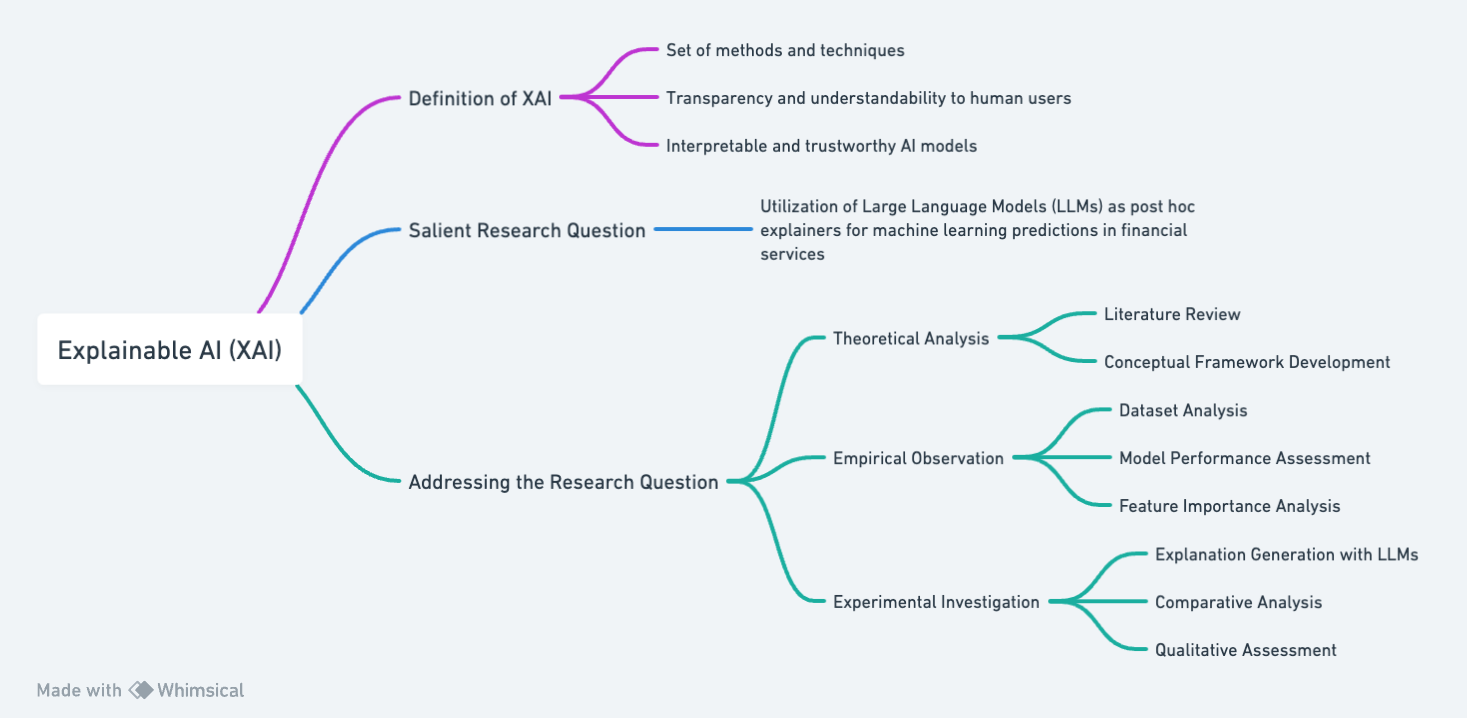 Set of methods and techniques
Definition of XAI
Transparency and understandability to human users
Interpretable and trustworthy AI models
Salient Research Question
Utilization of Large Language Models (LLMs) as post hoc
explainers for machine learning predictions in financial
services
Explainable AI (XAI)
Addressing the Research Question
Theoretical Analysis
Literature Review
Conceptual Framework Development
Empirical Observation
Dataset Analysis
Model Performance Assessment
Feature Importance Analysis
Experimental Investigation
Explanation Generation with LLMs
Comparative Analysis
Qualitative Assessment
Made with Whimsical